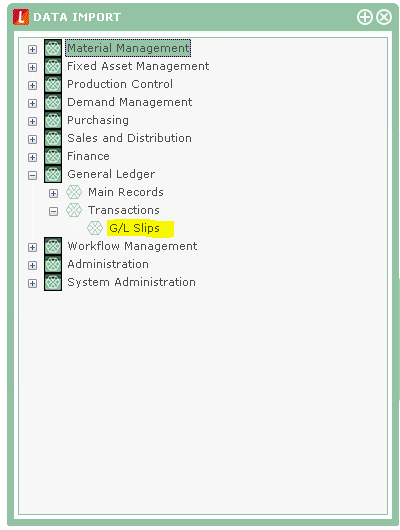 DATA IMPORT
Material Management
Fixed Asset Management
Production Control
Demand Management
Purchasing
Sales and Distribution
Finance
General Ledger
Main Records
Transactions
G/L Slips
Workflow Management
Administration
System Administration